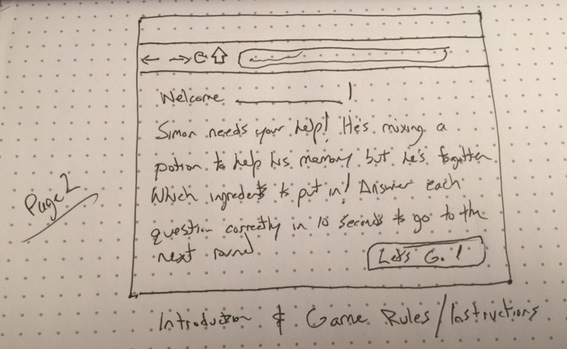 Welcome ________!
Simon needs your help! He's mixing a
potion to help his memory but he's forgotten
which ingredients to put in! Answer each
question correctly in 10 seconds to go to the
next round
Let's Go!
Page 2
Introduction & Game Rules/Instructions